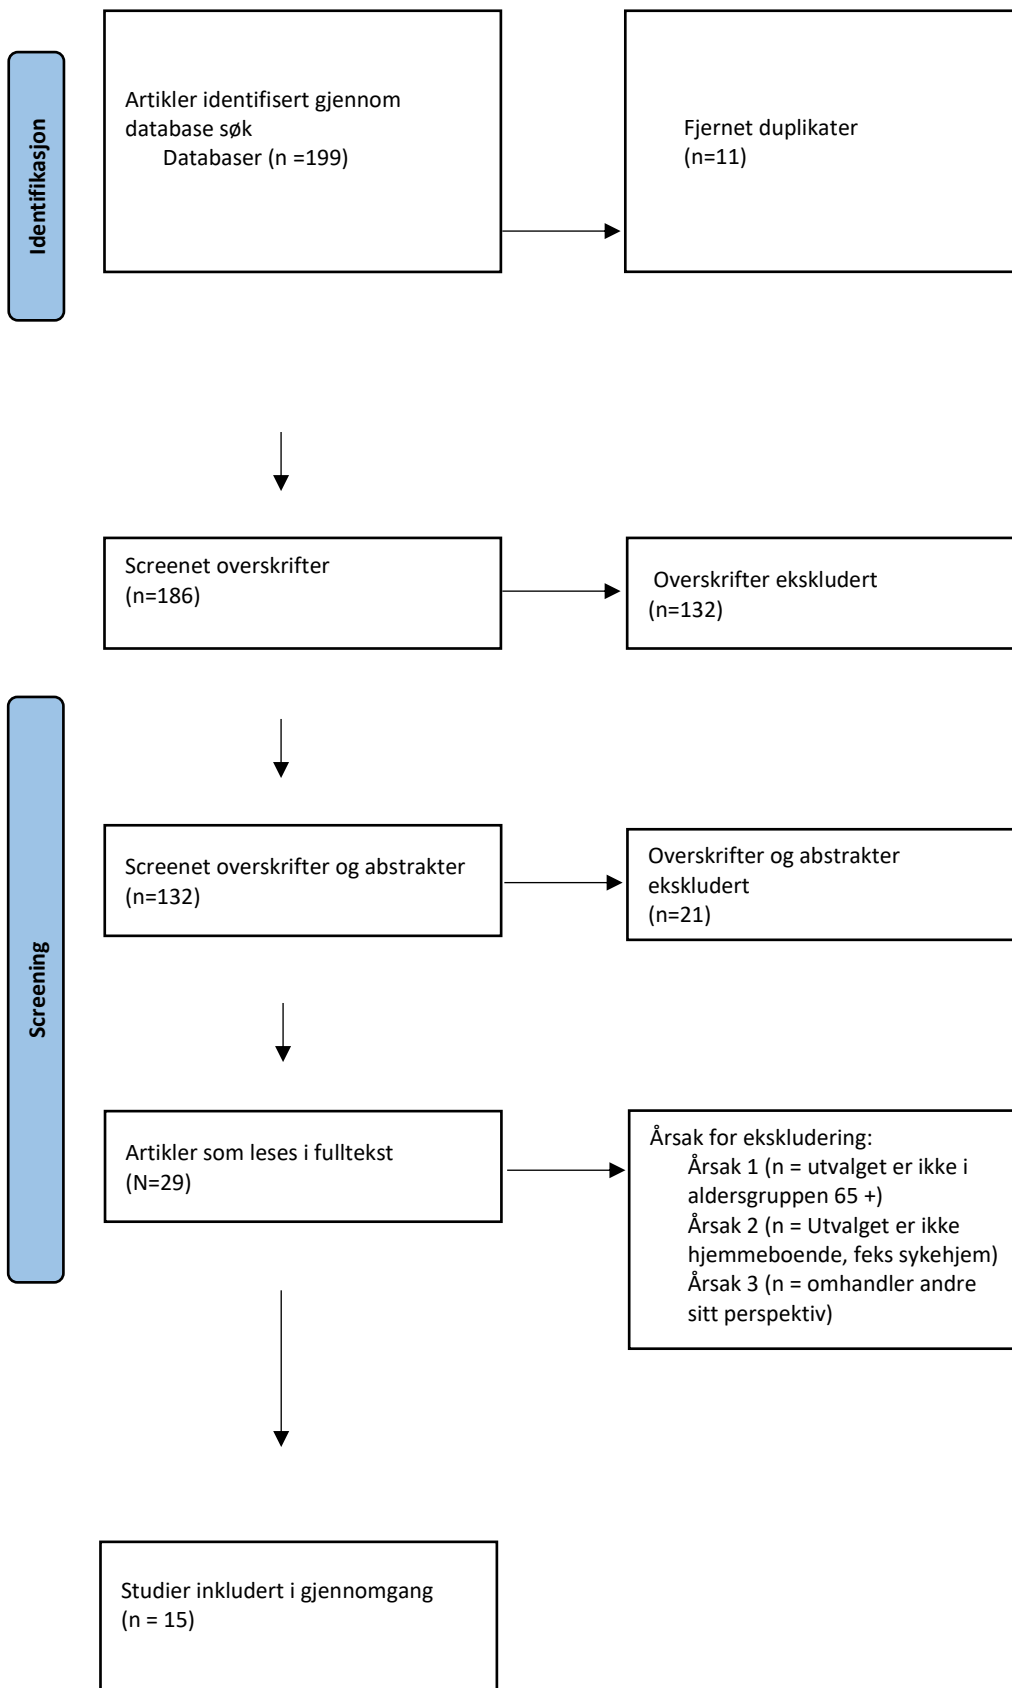 Identifikasjon
Artikler identifisert gjennom
database søk
Databaser (n =199)
Fjernet duplikater
(n=11)
Screenet overskrifter
(n=186)
Overskrifter ekskludert
(n=132)
Screening
Screenet overskrifter og abstrakter
(n=132)
Overskrifter og abstrakter
ekskludert
(n=21)
Artikler som leses i fulltekst
(N=29)
Årsak for ekskludering:
Årsak 1 (n = utvalget er ikke i
aldersgruppen 65 +)
Årsak 2 (n = Utvalget er ikke
hjemmeboende, feks sykehjem)
Årsak 3 (n = omhandler andre
sitt perspektiv)
Studier inkludert i gjennomgang
(n = 15)